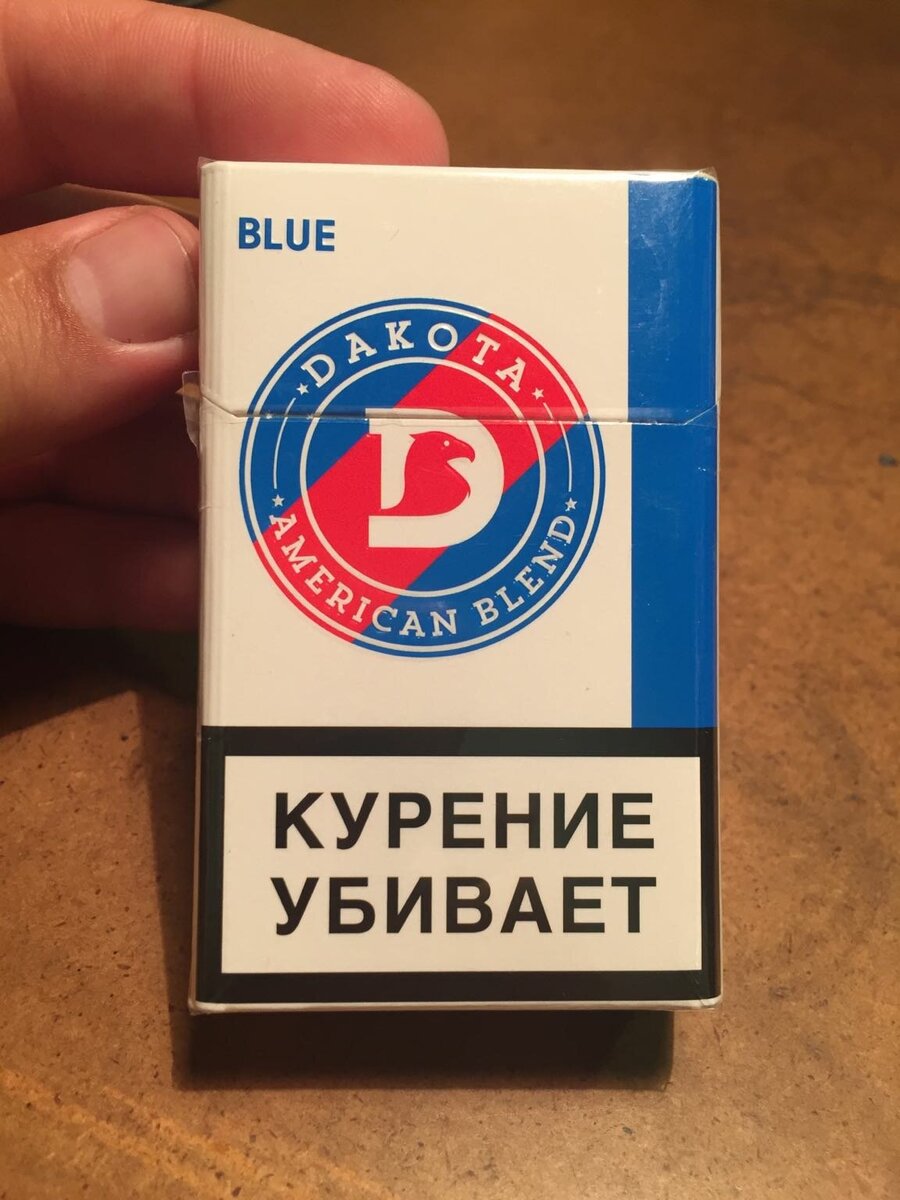 BLUE
DAKOTA
D
AMERICAN BLEND
КУРЕНИЕ
УБИВАЕТ